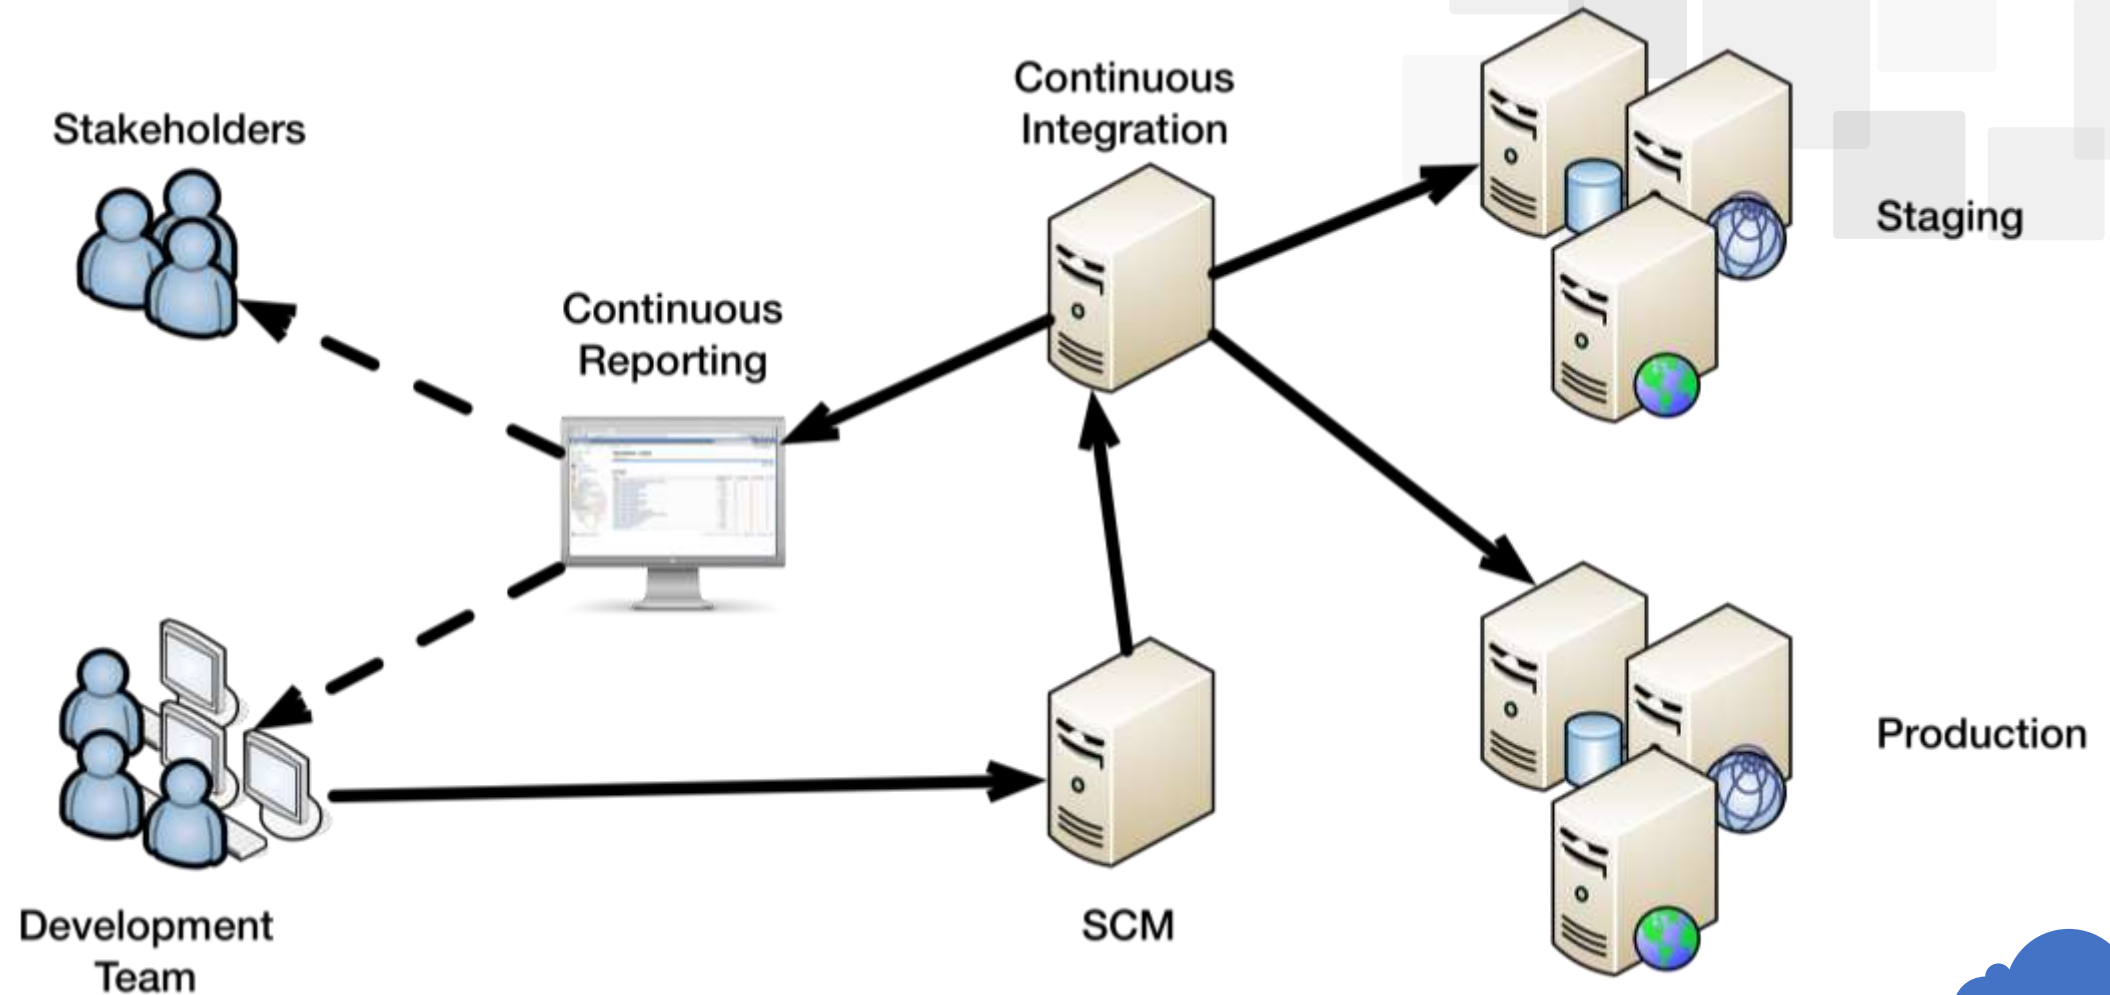 Stakeholders
Continuous
Integration
Staging
Continuous
Reporting
Production
Development
Team
SCM